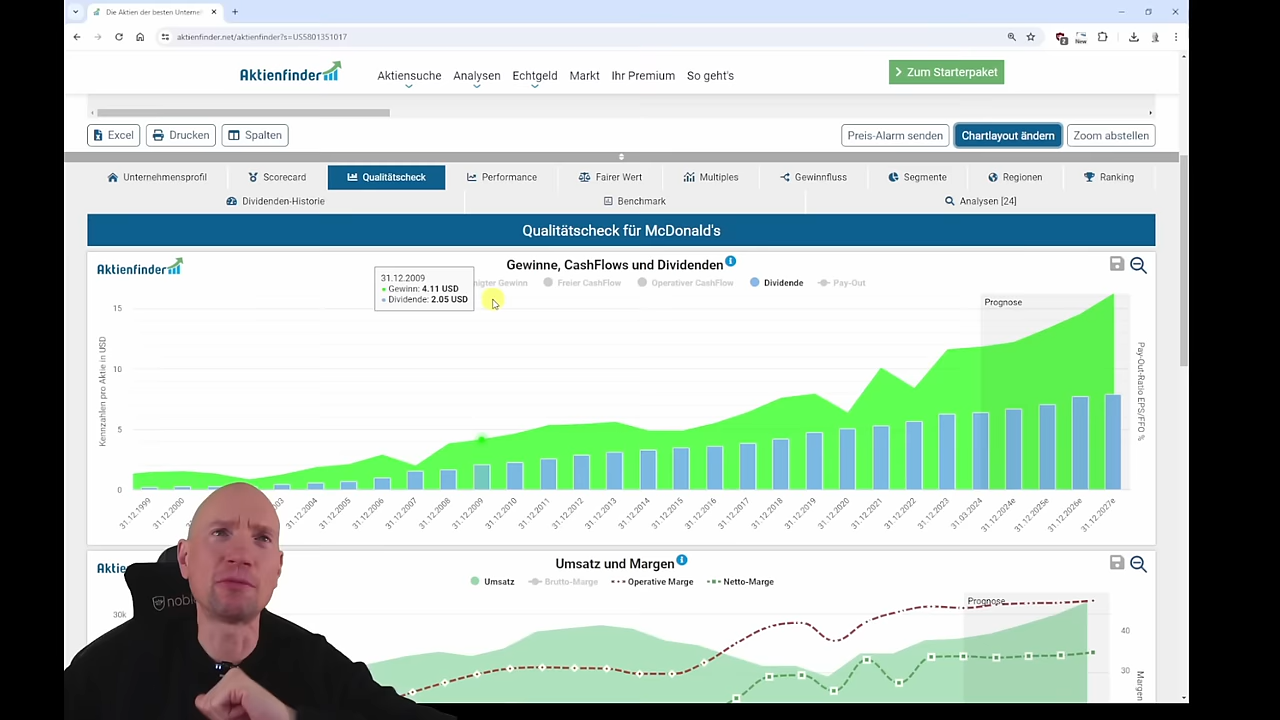 Die Aktien der besten Unterne
aktienfinder.net/aktienfinder?s=US5801351017
New
Aktienfinder
Aktiensuche
Analysen
Echtgeld
Markt
Ihr Premium
So geht's
Zum Starterpaket
Excel
Drucken
Spalten
Preis-Alarm senden
Chartlayout ändern
Zoom abstellen
Unternehmensprofil
Scorecard
Qualitätscheck
Performance
Fairer Wert
Multiples
Gewinnfluss
Segmente
Regionen
Ranking
Dividenden-Historie
Benchmark
Analysen [24]
Qualitätscheck für McDonald's
Aktienfinder
Gewinne, CashFlows und Dividenden
31.12.2009
Gewinn: 4.11 USD
Dividende: 2.05 USD
nigter Gewinn
Freier CashFlow
Operativer CashFlow
Dividende
Pay-Out
Prognose
15
10
5
0
Kennzahlen pro Aktie in USD
Pay-Out-Ratio EPS/FFO %
31.12.1999
31.12.2000
2003
31.12.2004
31.12.2005
31.12.2006
31.12.2007
31.12.2008
31.12.2009
31.12.2010
31.12.2011
31.12.2012
31.12.2013
31.12.2014
31.12.2015
31.12.2016
31.12.2017
31.12.2018
31.12.2019
31.12.2020
31.12.2021
31.12.2022
31.12.2023
31.03.2024
31.12.2024e
31.12.2025e
31.12.2026e
31.12.2027e
Aktie
Umsatz und Margen
Umsatz
Brutto-Marge
Operative Marge
Netto-Marge
Prognose
30k
40
30
Margen
noble